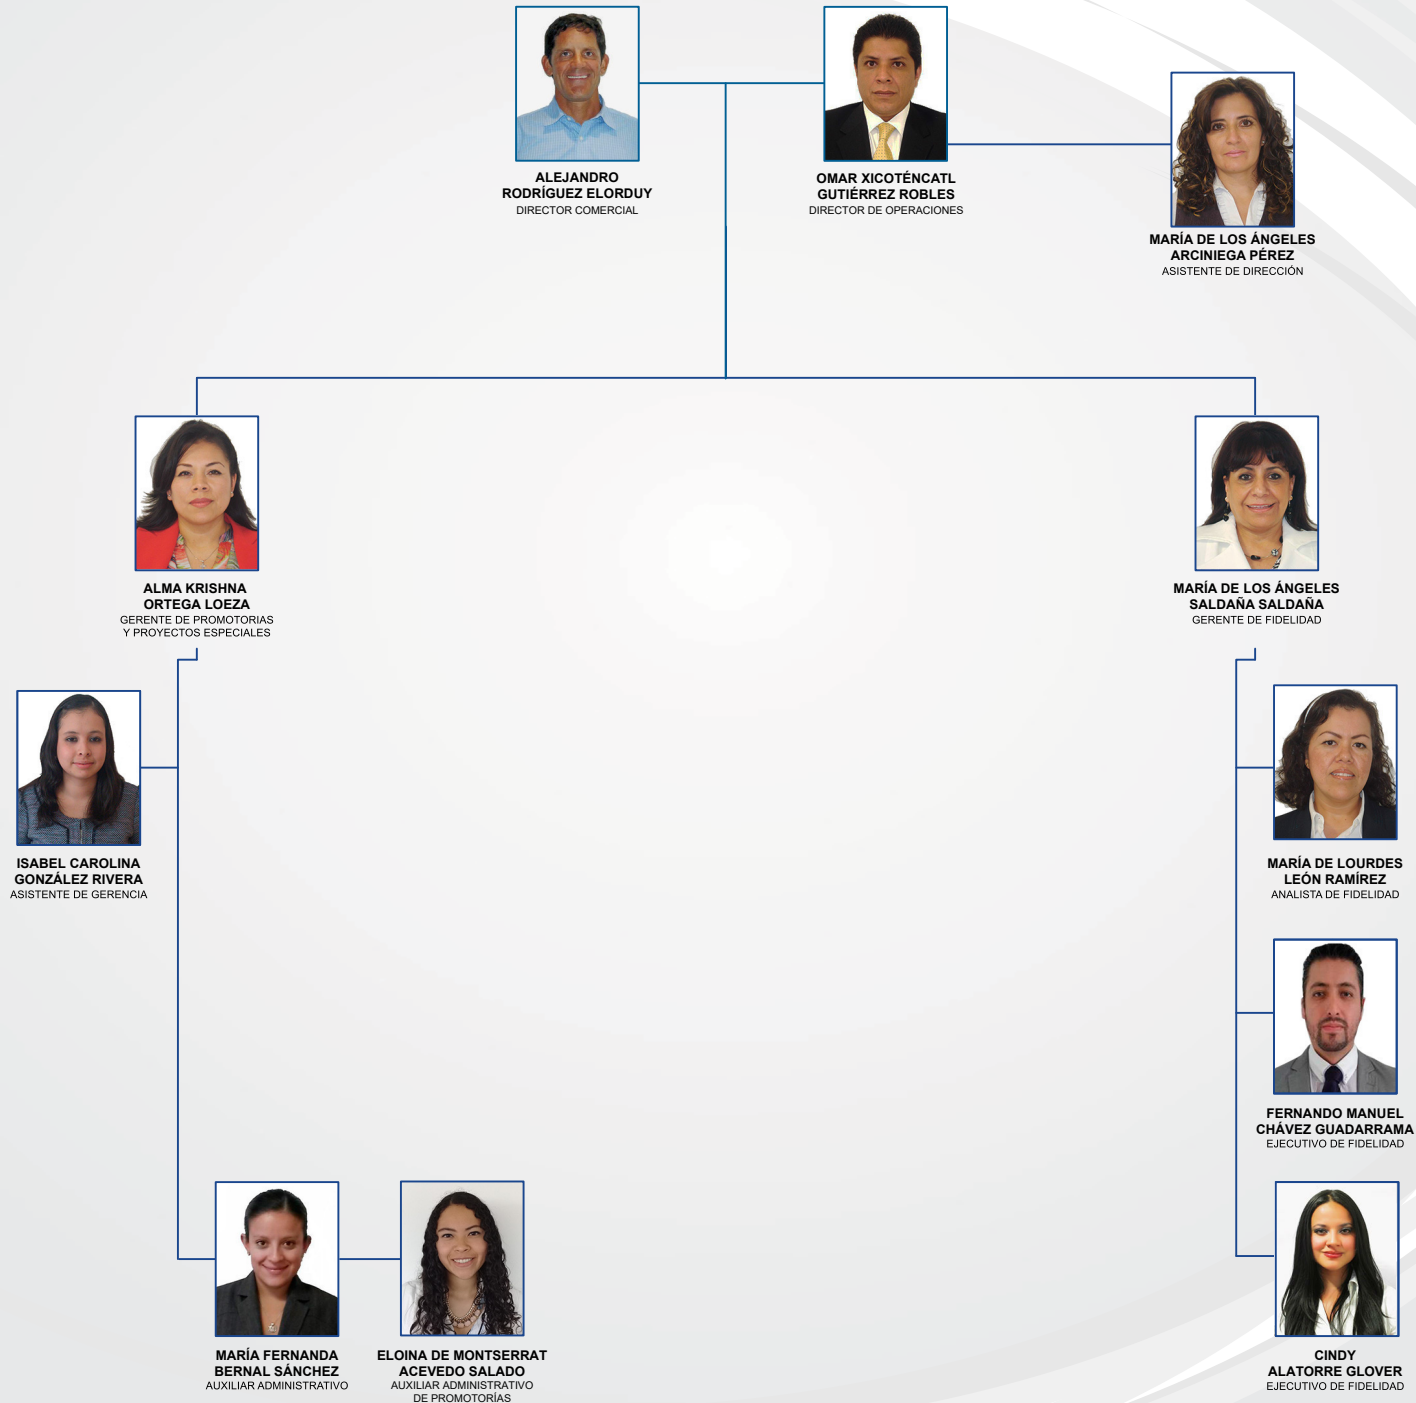 ALEJANDRO
RODRÍGUEZ ELORDUY
DIRECTOR COMERCIAL
OMAR XICOTÉNCATL
GUTIÉRREZ ROBLES
DIRECTOR DE OPERACIONES
MARÍA DE LOS ÁNGELES
ARCINIEGA PÉREZ
ASISTENTE DE DIRECCIÓN
ALMA KRISHNA
ORTEGA LOEZA
GERENTE DE PROMOTORIAS
Y PROYECTOS ESPECIALES
MARÍA DE LOS ÁNGELES
SALDAÑA SALDAÑA
GERENTE DE FIDELIDAD
ISABEL CAROLINA
GONZÁLEZ RIVERA
ASISTENTE DE GERENCIA
MARÍA DE LOURDES
LEÓN RAMÍREZ
ANALISTA DE FIDELIDAD
FERNANDO MANUEL
CHÁVEZ GUADARRAMA
EJECUTIVO DE FIDELIDAD
MARÍA FERNANDA
BERNAL SÁNCHEZ
AUXILIAR ADMINISTRATIVO
ELOINA DE MONTSERRAT
ACEVEDO SALADO
AUXILIAR ADMINISTRATIVO
DE PROMOTORÍAS
CINDY
ALATORRE GLOVER
EJECUTIVO DE FIDELIDAD